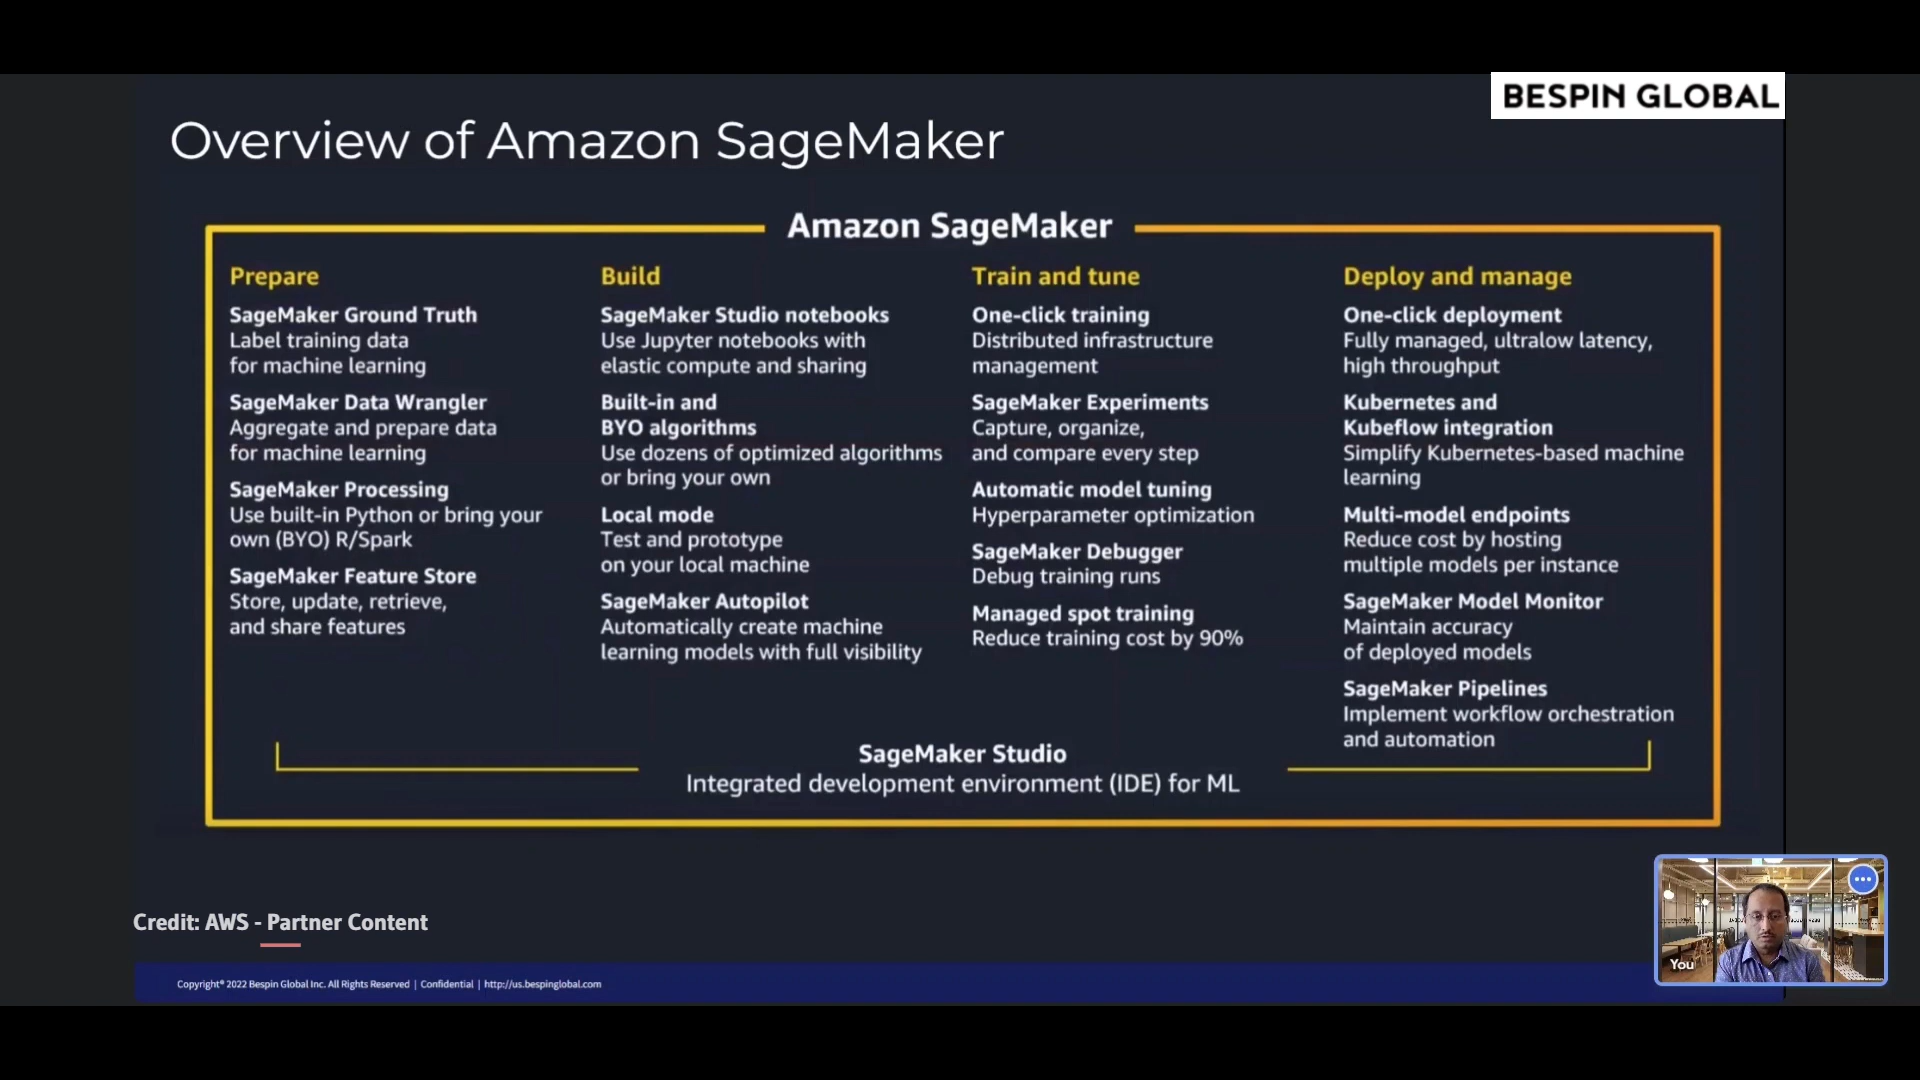 BESPIN GLOBAL
Overview of Amazon SageMaker
Amazon SageMaker
Prepare
SageMaker Ground Truth
Label training data
for machine learning
SageMaker Data Wrangler
Aggregate and prepare data
for machine learning
SageMaker Processing
Use built-in Python or bring your
own (BYO) R/Spark
SageMaker Feature Store
Store, update, retrieve,
and share features
Build
SageMaker Studio notebooks
Use Jupyter notebooks with
elastic compute and sharing
Built-in and
BYO algorithms
Use dozens of optimized algorithms
or bring your own
Local mode
Test and prototype
on your local machine
SageMaker Autopilot
Automatically create machine
learning models with full visibility
Train and tune
One-click training
Distributed infrastructure
management
SageMaker Experiments
Capture, organize,
and compare every step
Automatic model tuning
Hyperparameter optimization
SageMaker Debugger
Debug training runs
Managed spot training
Reduce training cost by 90%
Deploy and manage
One-click deployment
Fully managed, ultralow latency,
high throughput
Kubernetes and
Kubeflow integration
Simplify Kubernetes-based machine
learning
Multi-model endpoints
Reduce cost by hosting
multiple models per instance
SageMaker Model Monitor
Maintain accuracy
of deployed models
SageMaker Pipelines
Implement workflow orchestration
and automation
SageMaker Studio
Integrated development environment (IDE) for ML
Credit: AWS - Partner Content
You
Copyright® 2022 Bespin Global Inc. All Rights Reserved | Confidential | http://us.bespinglobal.com